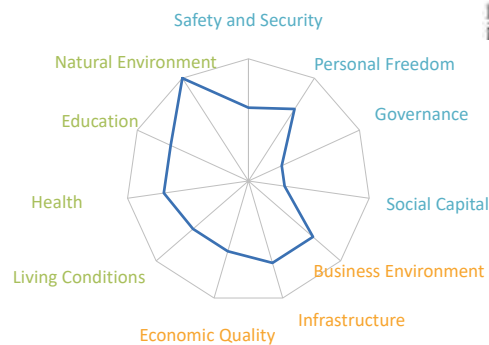 Safety and Security
Natural Environment
Personal Freedom
Education
Governance
Health
Social Capital
Living Conditions
Business Environment
Economic Quality
Infrastructure